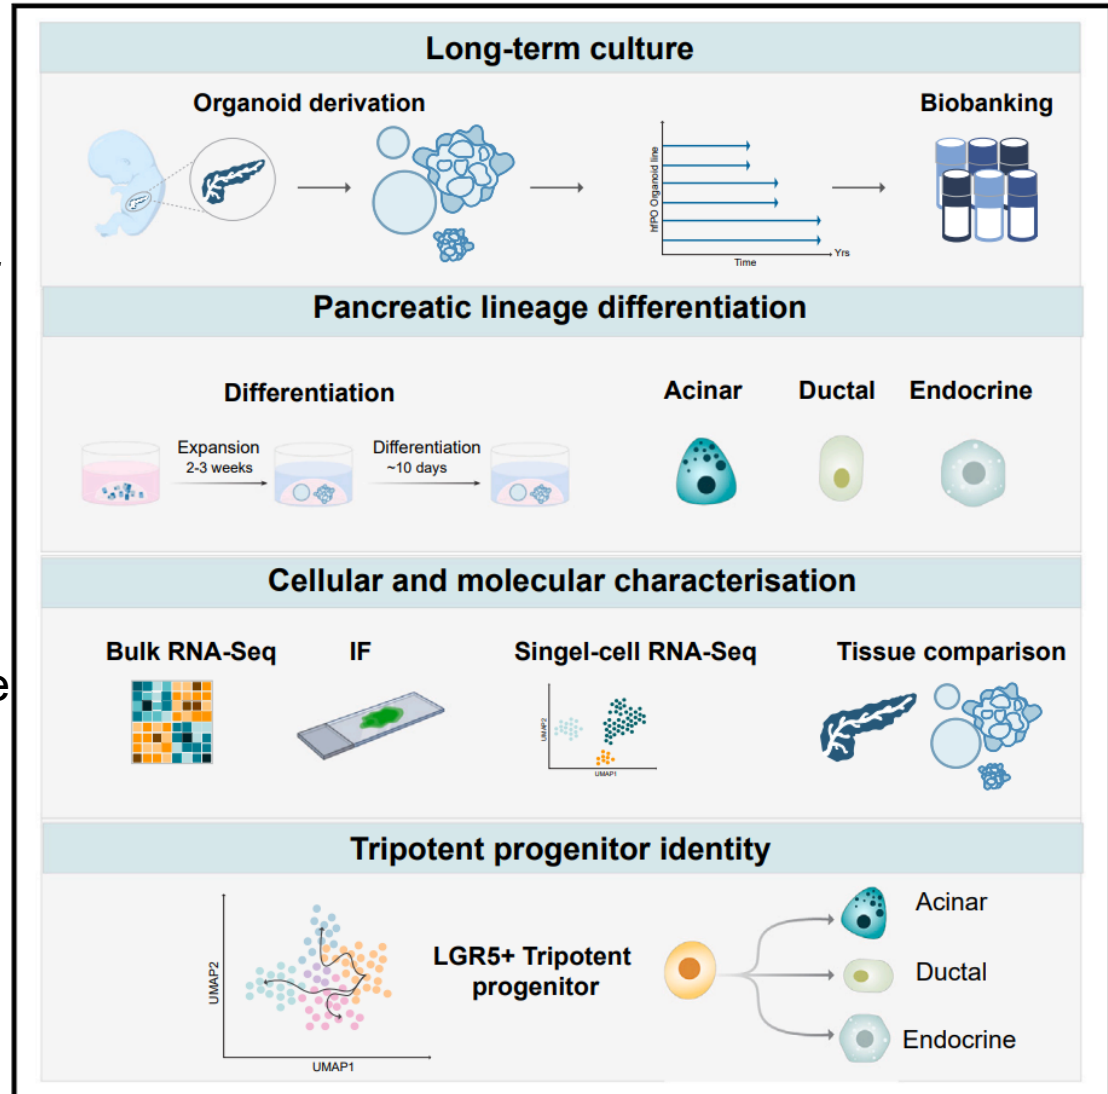 Long-term culture
Organoid derivation
Biobanking
hfPO Organoid line
Time
Yrs
Pancreatic lineage differentiation
Differentiation
Acinar
Ductal
Endocrine
Expansion
2-3 weeks
Differentiation
~10 days
Cellular and molecular characterisation
Bulk RNA-Seq
IF
Singel-cell RNA-Seq
Tissue comparison
UMAP2
UMAP1
e
Tripotent progenitor identity
UMAP2
UMAP1
LGR5+ Tripotent
progenitor
Acinar
Ductal
Endocrine